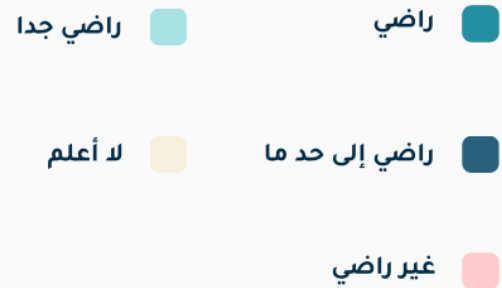 راضي
راضي جدا
راضي إلى حد ما
لا أعلم
غير راضي